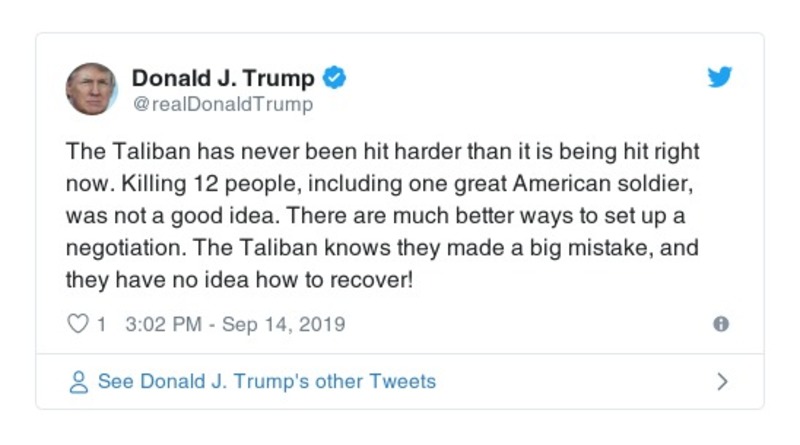 Donald J. Trump
@realDonaldTrump
The Taliban has never been hit harder than it is being hit right
now. Killing 12 people, including one great American soldier,
was not a good idea. There are much better ways to set up a
negotiation. The Taliban knows they made a big mistake, and
they have no idea how to recover!
1 3:02 PM - Sep 14, 2019
See Donald J. Trump's other Tweets